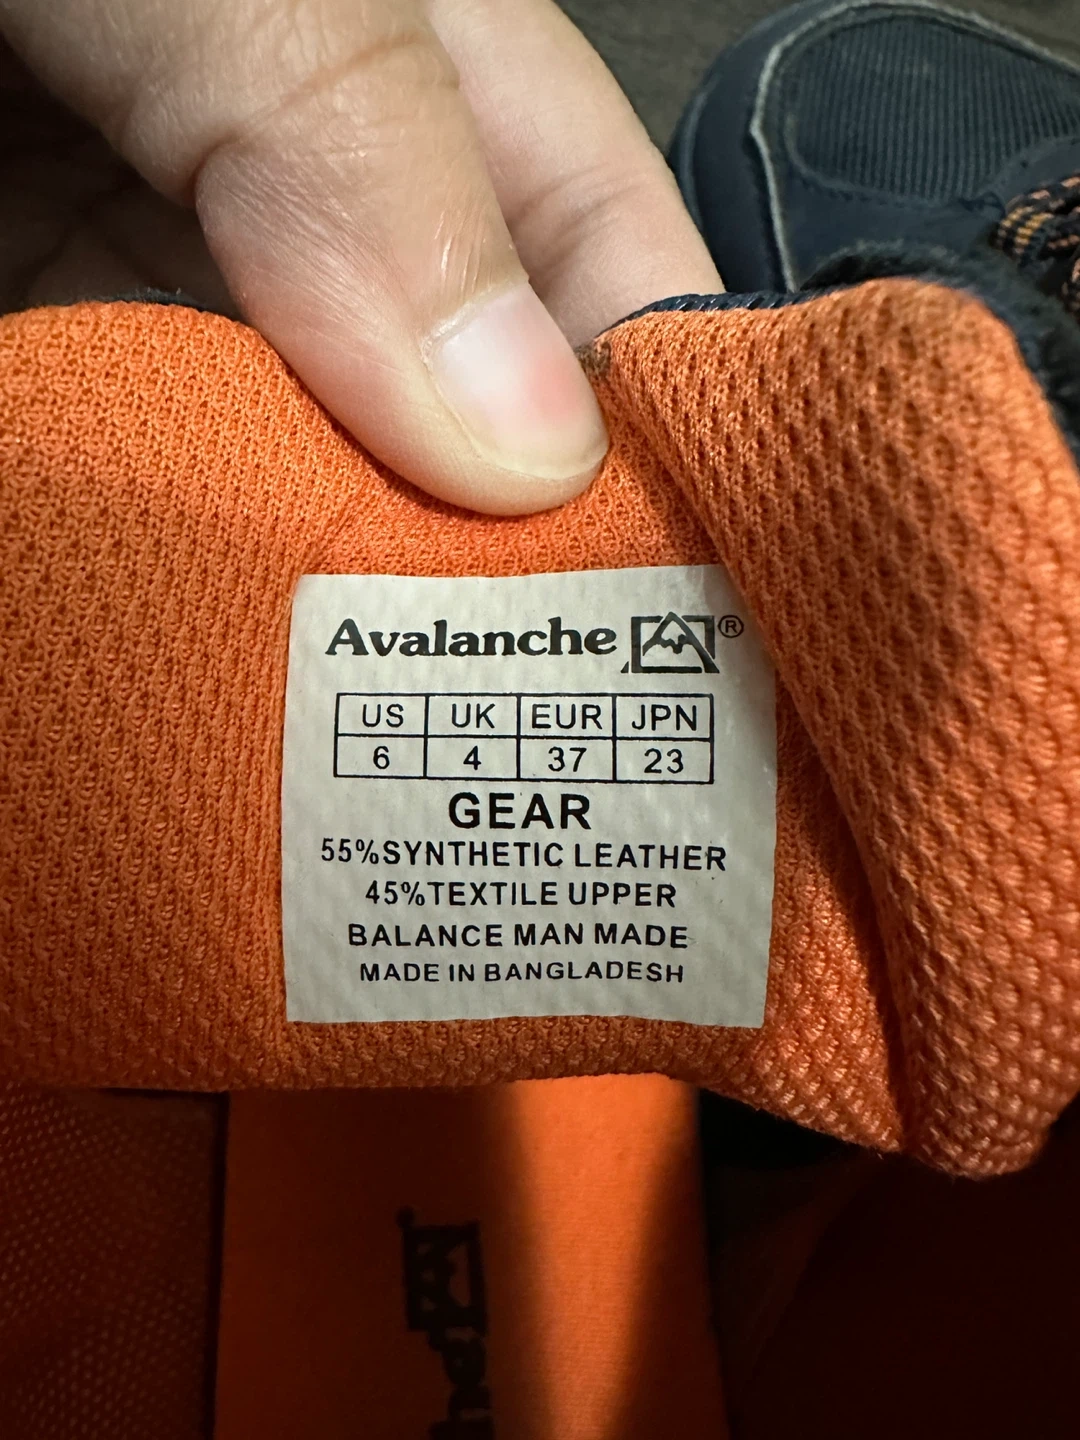 Avalanche ®
US UK EUR JPN
6 4 37 23
GEAR
55%SYNTHETIC LEATHER
45%TEXTILE UPPER
BALANCE MAN MADE
MADE IN BANGLADESH